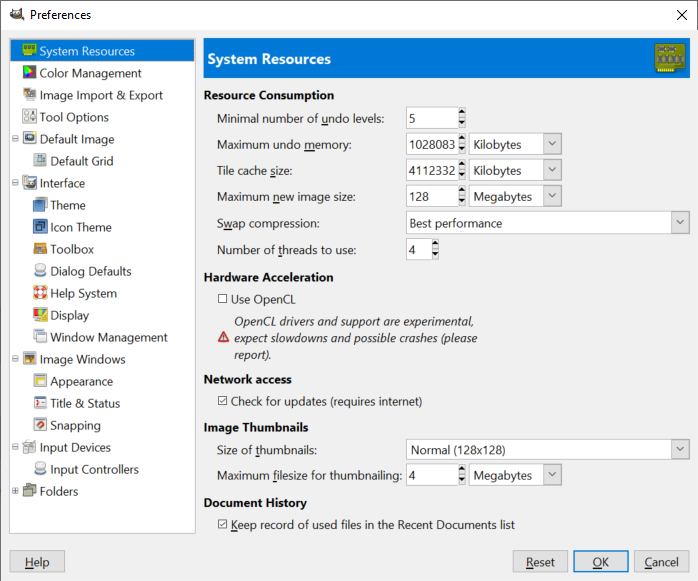 Preferences
System Resources
Color Management
Image Import & Export
Tool Options
Default Image
Default Grid
Interface
Theme
Icon Theme
Toolbox
Dialog Defaults
Help System
Display
Window Management
Image Windows
Appearance
Title & Status
Snapping
Input Devices
Input Controllers
Folders
System Resources
Resource Consumption
Minimal number of undo levels: 5
Maximum undo memory: 1028083 Kilobytes
Tile cache size: 4112332 Kilobytes
Maximum new image size: 128 Megabytes
Swap compression: Best performance
Number of threads to use: 4
Hardware Acceleration
Use OpenCL
OpenCL drivers and support are experimental,
expect slowdowns and possible crashes (please
report).
Network access
Check for updates (requires internet)
Image Thumbnails
Size of thumbnails: Normal (128x128)
Maximum filesize for thumbnailing: 4 Megabytes
Document History
Keep record of used files in the Recent Documents list
Help Reset OK Cancel